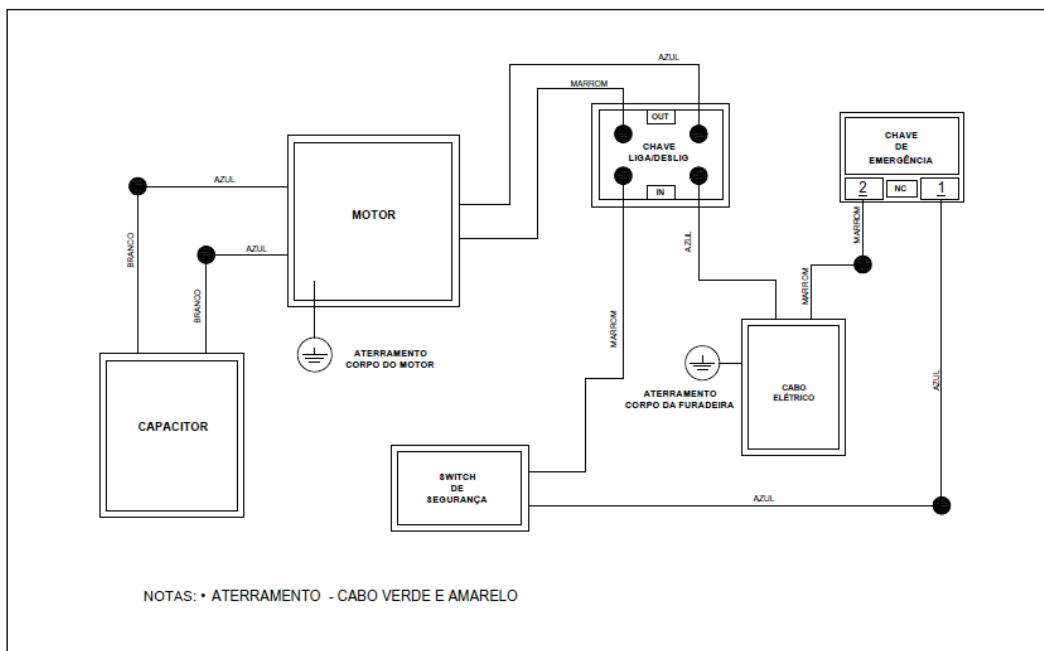 AZUL
MARROM
OUT
CHAVE
LIGA/DESLIG
IN
CHAVE
DE
EMERGÊNCIA
2
NC
1
AZUL
MOTOR
AZUL
BRANCO
BRANCO
AZUL
MARROM
MARROM
MARROM
ATERRAMENTO
CORPO DO MOTOR
ATERRAMENTO
CORPO DA FURADEIRA
CABO
ELÉTRICO
AZUL
CAPACITOR
SWITCH
DE
SEGURANÇA
AZUL
NOTAS: • ATERRAMENTO - CABO VERDE E AMARELO